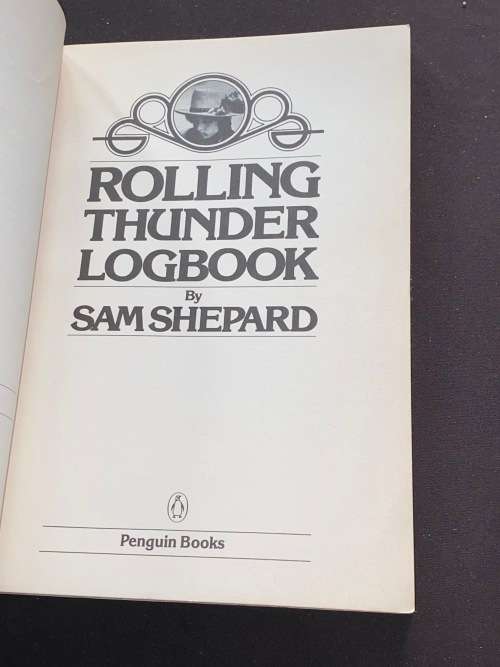 ROLLING
THUNDER
LOGBOOK
By
SAM SHEPARD
Penguin Books